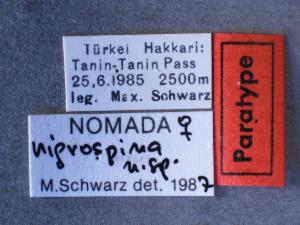 Türkei Hakkari:
Tanin-Tanin Pass
25,6.1985 2500m
leg. Max. Schwarz
Paratype
NOMADA ♀
nigrospina
n.sp.
M.Schwarz det. 1987